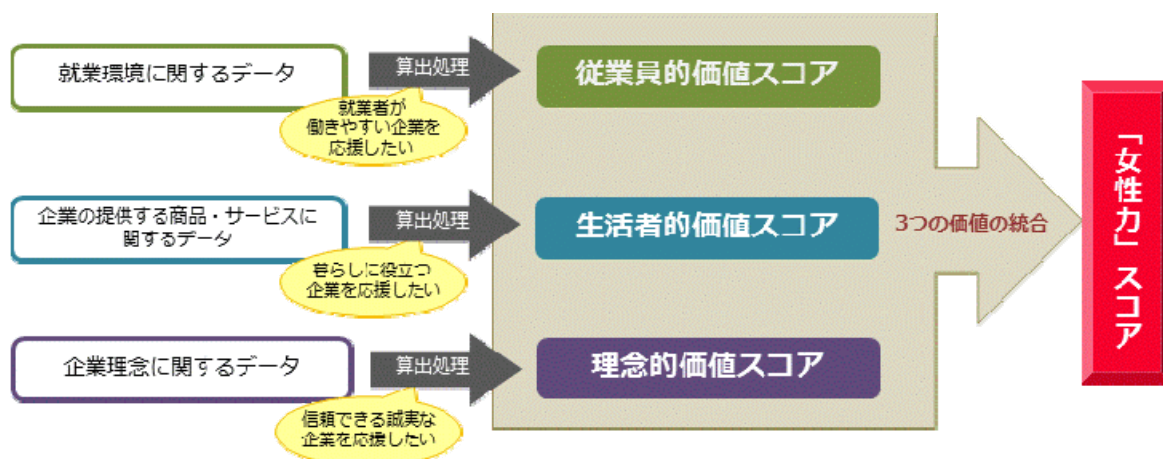 就業環境に関するデータ
算出処理
就業者が
働きやすい企業を
応援したい
従業員的価値スコア
企業の提供する商品・サービスに
関するデータ
算出処理
暮らしに役立つ
企業を応援したい
生活者的価値スコア
企業理念に関するデータ
算出処理
信頼できる誠実な
企業を応援したい
理念的価値スコア
3つの価値の統合
「女性力」スコア